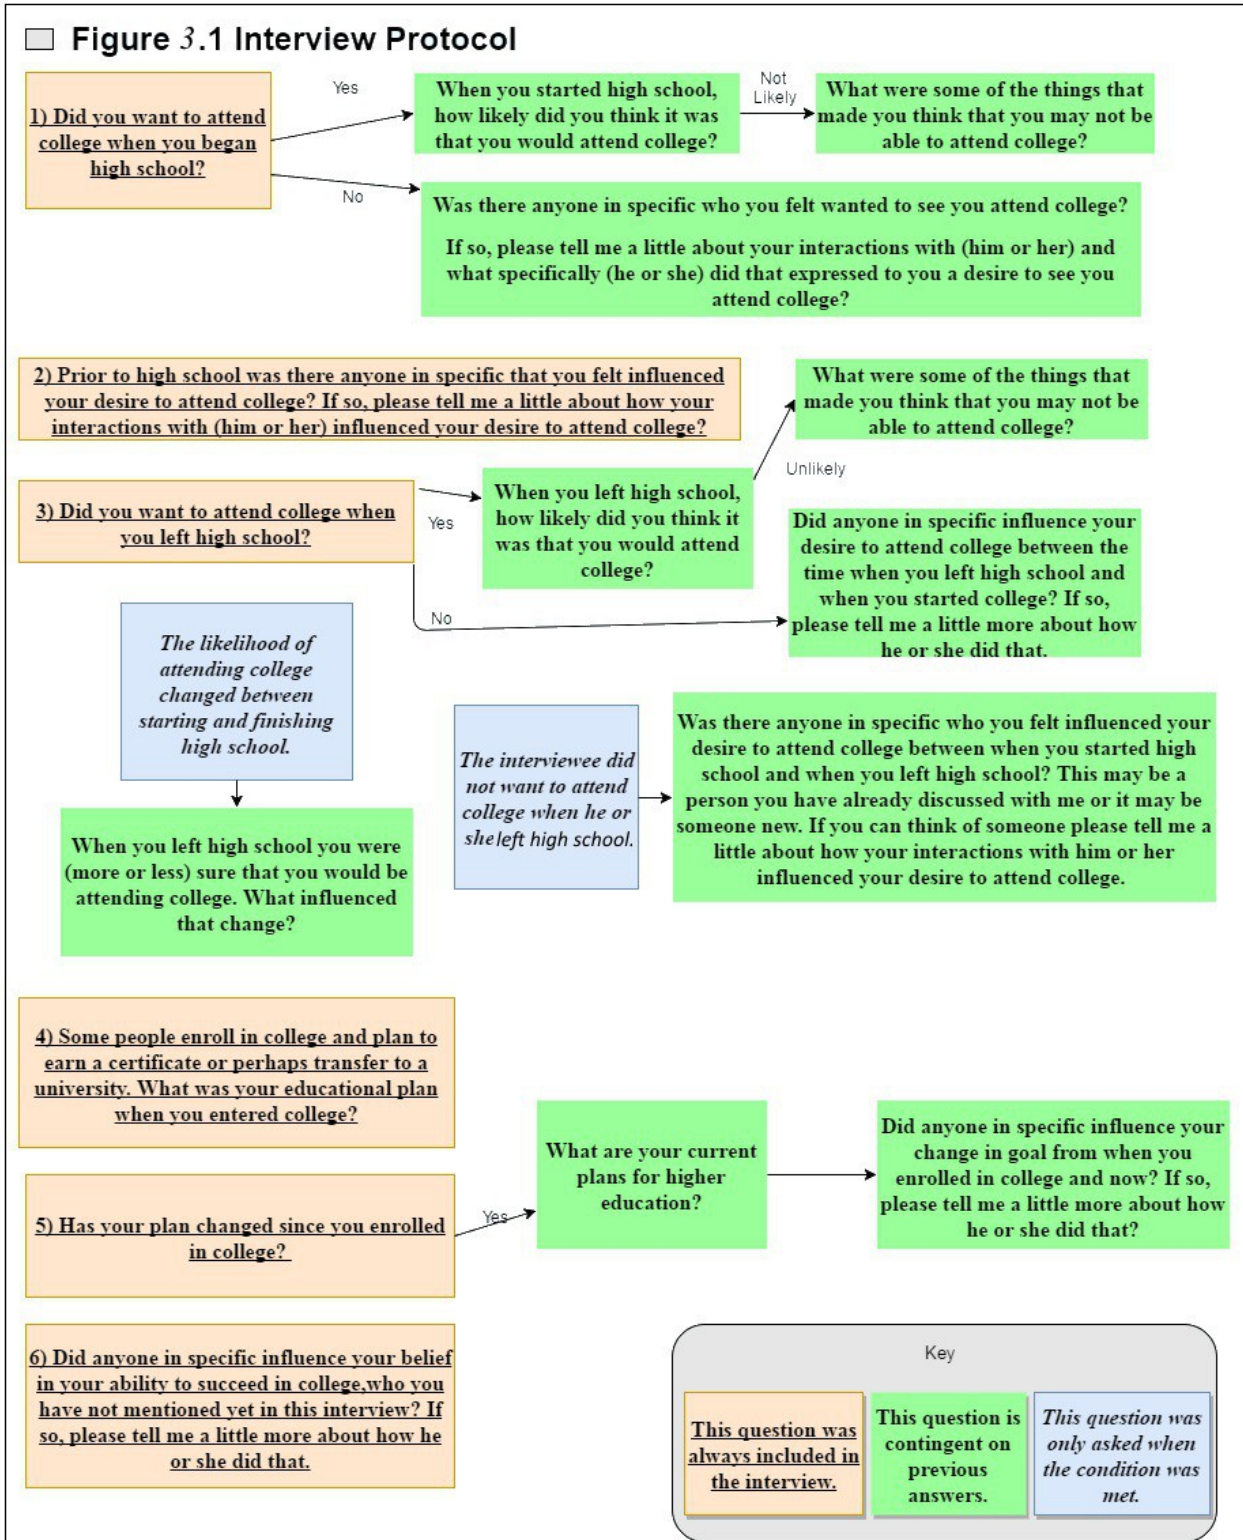 Figure 3.1 Interview Protocol
1) Did you want to attend
college when you began
high school?
Yes
When you started high school,
how likely did you think it was
that you would attend college?
Not
Likely
What were some of the things that
made you think that you may not be
able to attend college?
No
Was there anyone in specific who you felt wanted to see you attend college?
If so, please tell me a little about your interactions with (him or her) and
what specifically (he or she) did that expressed to you a desire to see you
attend college?
2) Prior to high school was there anyone in specific that you felt influenced
your desire to attend college? If so, please tell me a little about how your
interactions with (him or her) influenced your desire to attend college?
What were some of the things that
made you think that you may not be
able to attend college?
Unlikely
3) Did you want to attend college when
you left high school?
Yes
When you left high school,
how likely did you think it
was that you would attend
college?
No
Did anyone in specific influence your
desire to attend college between the
time when you left high school and
when you started college? If so,
please tell me a little more about how
he or she did that.
The likelihood of
attending college
changed between
starting and finishing
high school.
When you left high school you were
(more or less) sure that you would be
attending college. What influenced
that change?
The interviewee did
not want to attend
college when he or
she left high school.
Was there anyone in specific who you felt influenced your
desire to attend college between when you started high
school and when you left high school? This may be a
person you have already discussed with me or it may be
someone new. If you can think of someone please tell me a
little about how your interactions with him or her
influenced your desire to attend college.
4) Some people enroll in college and plan to
earn a certificate or perhaps transfer to a
university. What was your educational plan
when you entered college?
5) Has your plan changed since you enrolled
in college?
Yes
What are your current
plans for higher
education?
Did anyone in specific influence your
change in goal from when you
enrolled in college and now? If so,
please tell me a little more about how
he or she did that?
6) Did anyone in specific influence your belief
in your ability to succeed in college,who you
have not mentioned yet in this interview? If
so, please tell me a little more about how he
or she did that.
Key
This question was
always included in
the interview.
This question is
contingent on
previous
answers.
This question was
only asked when
the condition was
met.